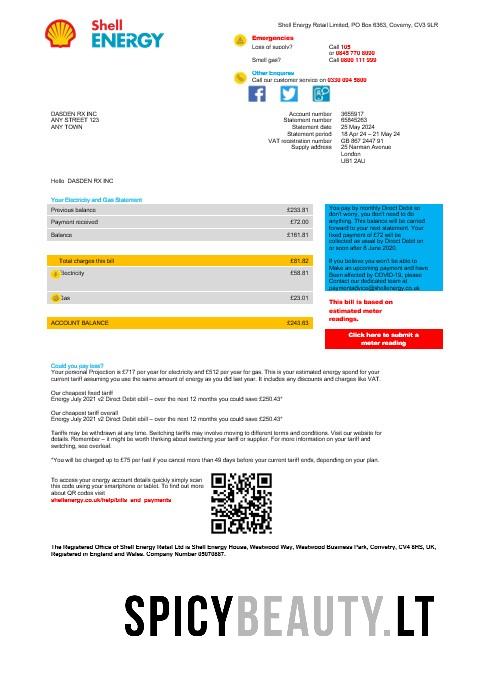 Shell Energy Retail Limited, PO Box 6363, Coverny, CV3 9LR
Shell
ENERGY
Emergencies
Loss of supply? Call 105
or 0845 770 8000
Smell gas? Call 0800 111 999
Other Enquires
Call our customer service on 0330 094 5800
DASDEN RX INC
ANY STREET 123
ANY TOWN
Account number 3655917
Statement number 65845263
Statement date 25 May 2024
Statement period 18 Apr 24 – 21 May 24
VAT registration number GB 867 2447 91
Supply address 25 Narman Avenue
London
UB1 2AU
Hello DASDEN RX INC
Your Electricity and Gas Statement
Previous balance £233.81
Payment received £72.00
Balance £161.81
Total charges this bill £81.82
Electricity £58.81
Gas £23.01
ACCOUNT BALANCE £243.63
You pay by monthly Direct Debit so
don't worry, you don't need to do
anything. This balance will be carried
forward to your next statement. Your
fixed payment of £72 will be
collected as usual by Direct Debit on
or soon after 8 June 2020.
If you believe you won't be able to
Make an upcoming payment and have
Been affected by COVID-19, please
Contact our dedicated team at
paymentadvice@shellenergy.co.uk
This bill is based on
estimated meter
readings.
Click here to submit a
meter reading
Could you pay less?
Your personal Projection is £717 per year for electricity and £512 per year for gas. This is your estimated energy spend for your
current tariff assuming you use the same amount of energy as you did last year. It includes any discounts and charges like VAT.
Our cheapest fixed tariff
Energy July 2021 v2 Direct Debit ebill – over the next 12 months you could save £250.43*
Our cheapest tariff overall
Energy July 2021 v2 Direct Debit ebill – over the next 12 months you could save £250.43*
Tariffs may be withdrawn at any time. Switching tariffs may involve moving to different terms and conditions. Visit our website for
details. Remember – it might be worth thinking about switching your tariff or supplier. For more information on your tariff and
switching, see overleaf.
*You will be charged up to £75 per fuel if you cancel more than 49 days before your current tariff ends, depending on your plan.
To access your energy account details quickly simply scan
this code using your smartphone or tablet. To find out more
about QR codes visit
shellenergy.co.uk/help/bills_and_payments
The Registered Office of Shell Energy Retail Ltd is Shell Energy House, Westwood Way, Westwood Business Park, Convetry, CV4 8HS, UK,
Registered in England and Wales. Company Number 05070887.
SPICYBEAUTY.LT